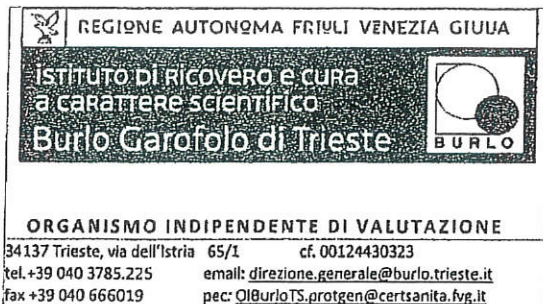 REGIONE AUTONOMA FRIULI VENEZIA GIULIA
ISTITUTO DI RICOVERO E CURA
A CARATTERE SCIENTIFICO
Burlo Garofolo di Trieste
BURLO
ORGANISMO INDIPENDENTE DI VALUTAZIONE
34137 Trieste, via dell'Istria 65/1 cf. 00124430323
tel.+39 040 3785.225 email: direzione.generale@burlo.trieste.it
fax +39 040 666019 pec: OIBurloTS.protgen@certsanita.fvg.it